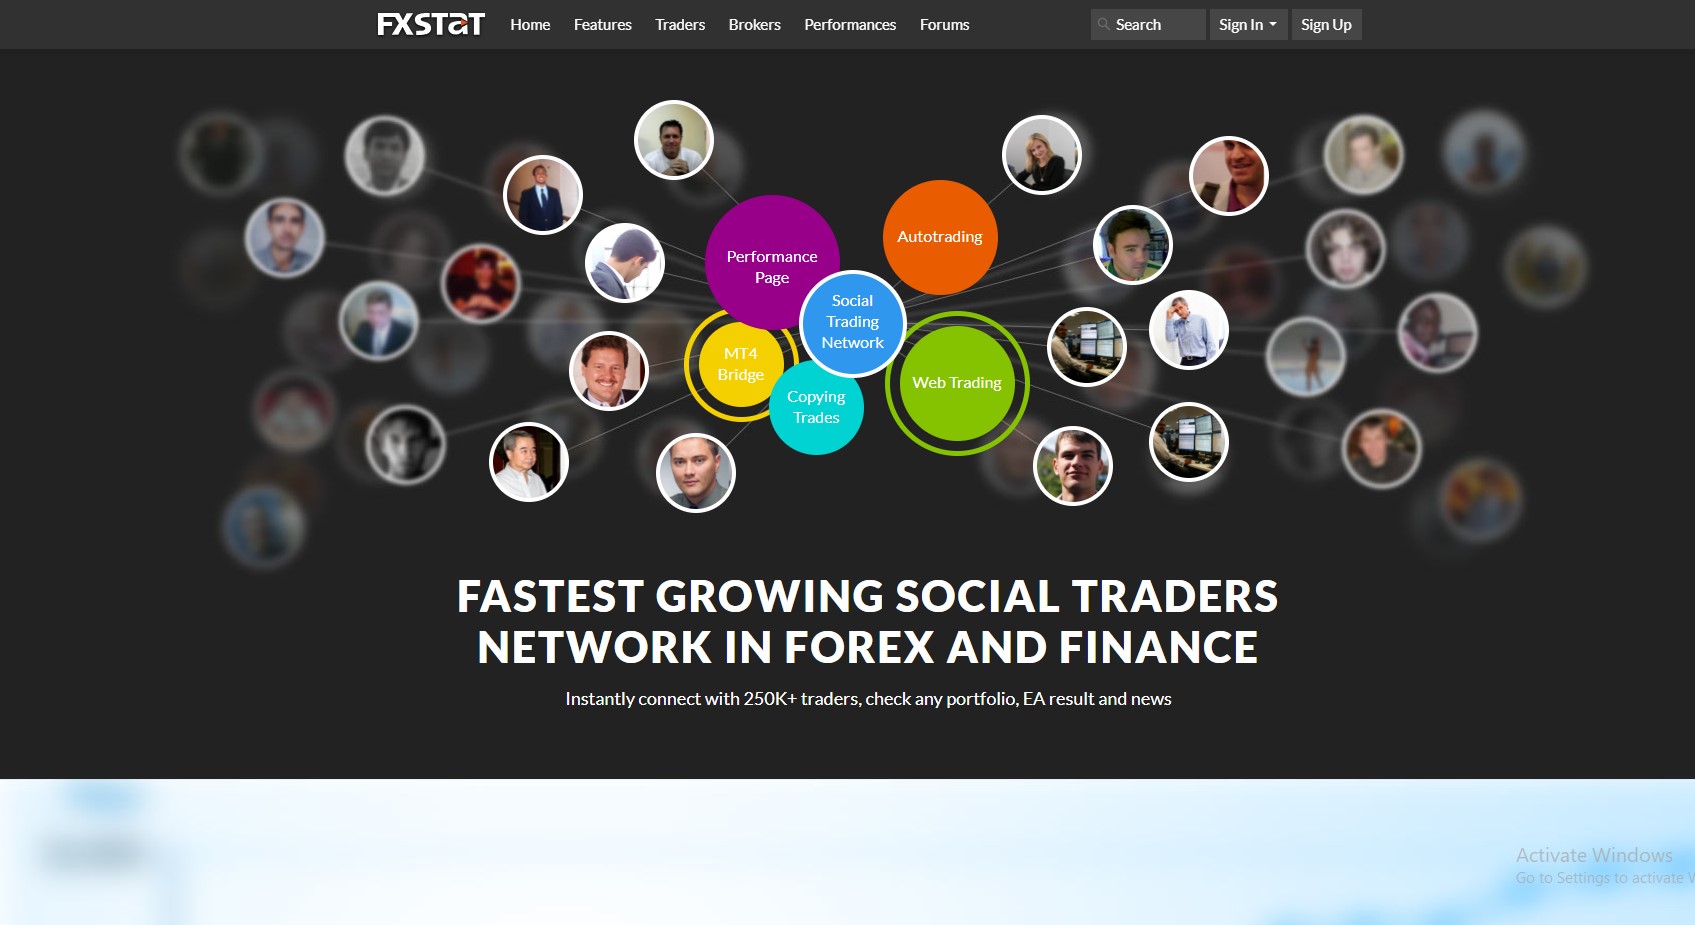 FXSTAT Home Features Traders Brokers Performances Forums Search Sign In Sign Up
Performance
Page
Autotrading
Social
Trading
Network
MT4
Bridge
Web Trading
Copying
Trades
FASTEST GROWING SOCIAL TRADERS
NETWORK IN FOREX AND FINANCE
Instantly connect with 250K+ traders, check any portfolio, EA result and news
Activate Windows
Go to Settings to activate W